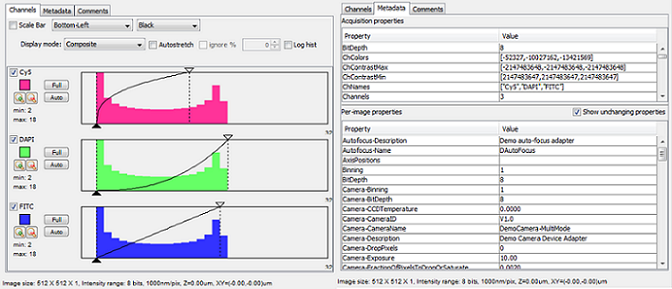 Channels Metadata Comments
Scale Bar Bottom-Left Black
Display mode: Composite Autostretch ignore % 0 Log hist
Cy5
Full
Auto
min: 2
max: 18
DAPI
Full
Auto
min: 2
max: 18
FITC
Full
Auto
min: 2
max: 18
Image size: 512 X 512 X 1, Intensity range: 8 bits, 1000nm/pix, Z=0.00um, XY=(-0.00,-0.00)um
Channels Metadata Comments
Acquisition properties
Property Value
BitDepth 8
ChColors [-52327,-10027162,-13421569]
ChContrastMax [-2147483648,-2147483648,-2147483648]
ChContrastMin [2147483647,2147483647,2147483647]
ChNames ["Cy5","DAPI","FITC"]
Channels 3
Per-image properties Show unchanging properties
Property Value
Autofocus-Description Demo auto-focus adapter
Autofocus-Name DAutoFocus
AxisPositions
Binning 1
BitDepth 8
Camera-Binning 1
Camera-BitDepth 8
Camera-CCDTemperature 0.0000
Camera-CameraID V1.0
Camera-CameraName DemoCamera-MultiMode
Camera-Description Demo Camera Device Adapter
Camera-DropPixels 0
Camera-Exposure 10.00
Camera-FractionOfPixelsToDropOrSaturate 0.0020
Image size: 512 X 512 X 1, Intensity range: 8 bits, 1000nm/pix, Z=0.00um, XY=(-0.00,-0.00)um